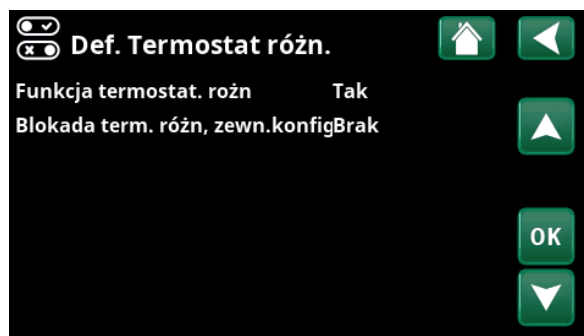 Def. Termostat różn.
Funkcja termostat. rożn Tak
Blokada term. różn, zewn.konfigBrak
OK